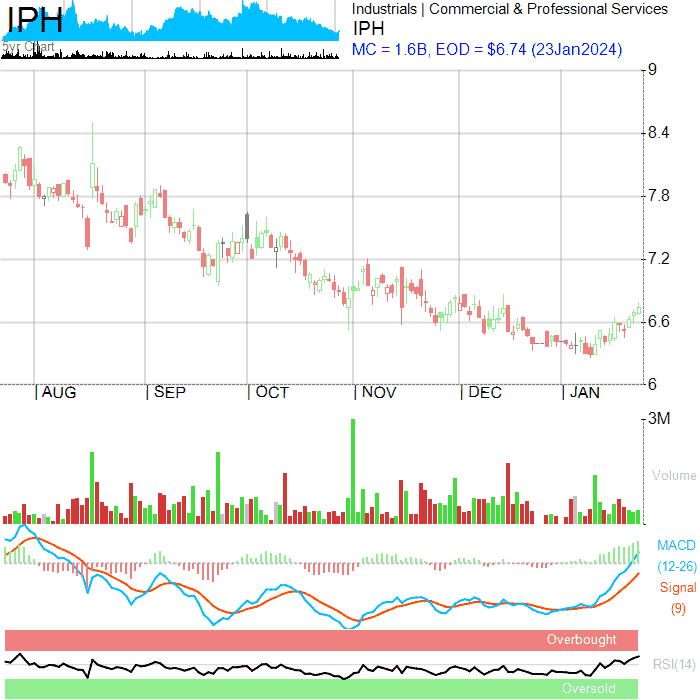 IPH
5yr Chart
Industrials | Commercial & Professional Services
IPH
MC = 1.6B, EOD = $6.74 (23Jan2024)
9
8.4
7.8
7.2
6.6
6
| AUG | SEP | OCT | NOV | DEC | JAN
3M
Volume
MACD
(12-26)
Signal
(9)
Overbought
RSI(14)
Oversold